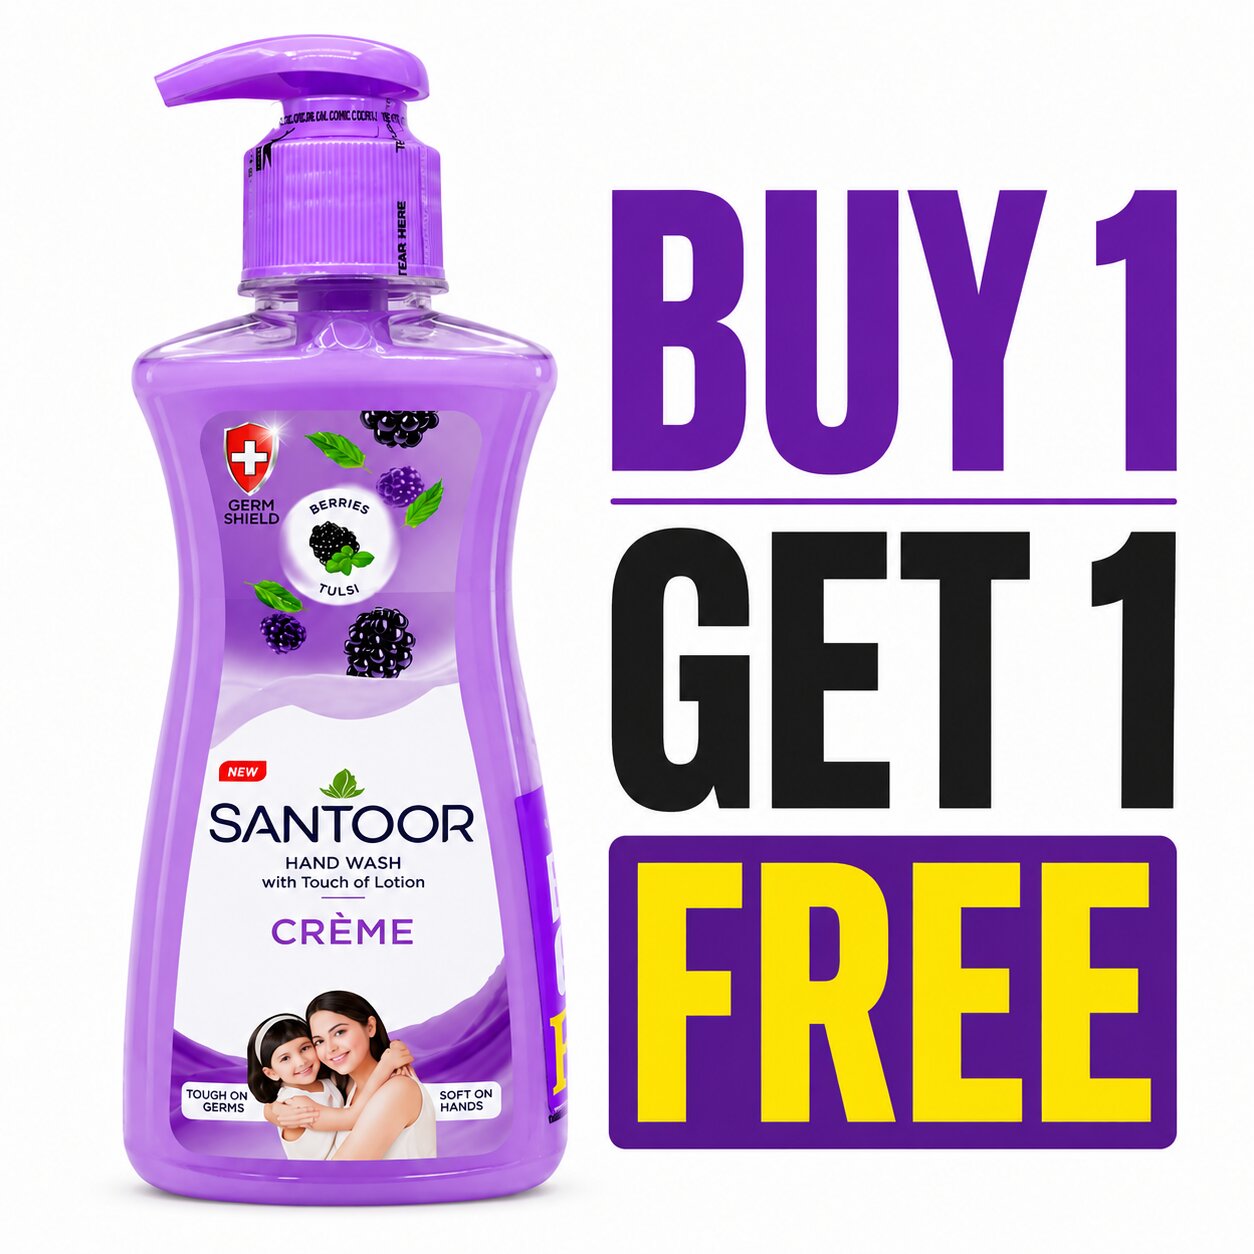 TEAR HERE
GERM
SHIELD
BERRIES
TULSI
NEW
SANTOOR
HAND WASH
with Touch of Lotion
CRÈME
TOUGH ON
GERMS
SOFT ON
HANDS
BUY 1
GET 1
FREE